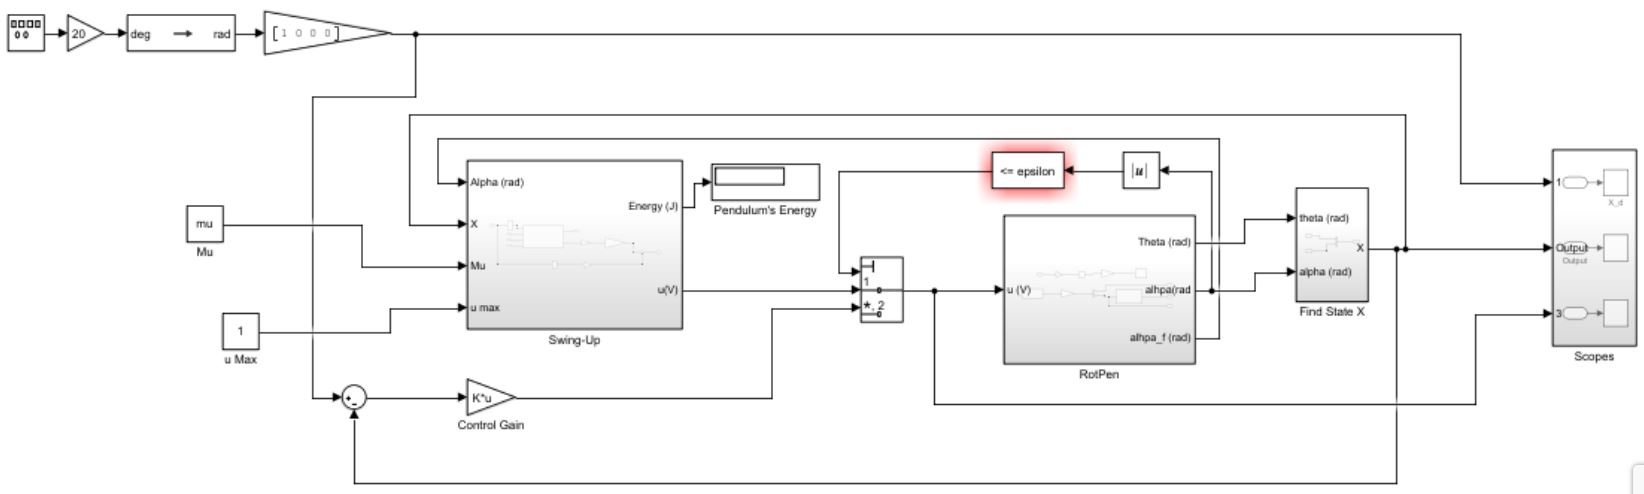 20
deg
rad
[1 0 0 0]
Alpha (rad)
X
Mu
u max
Energy (J)
u(V)
Swing-Up
Pendulum's Energy
mu
Mu
1
u Max
K*u
Control Gain
+
-
1
*, 2
<= epsilon
|u|
u (V)
Theta (rad)
alhpa(rad
alhpa_f (rad)
RotPen
theta (rad)
alpha (rad)
X
Find State X
1
X_d
Output
Output
3
Scopes